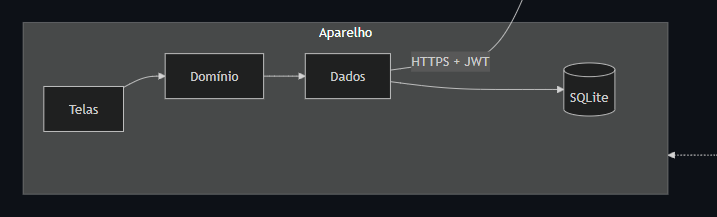 Aparelho
HTTPS + JWT
Domínio
Dados
SQLite
Telas